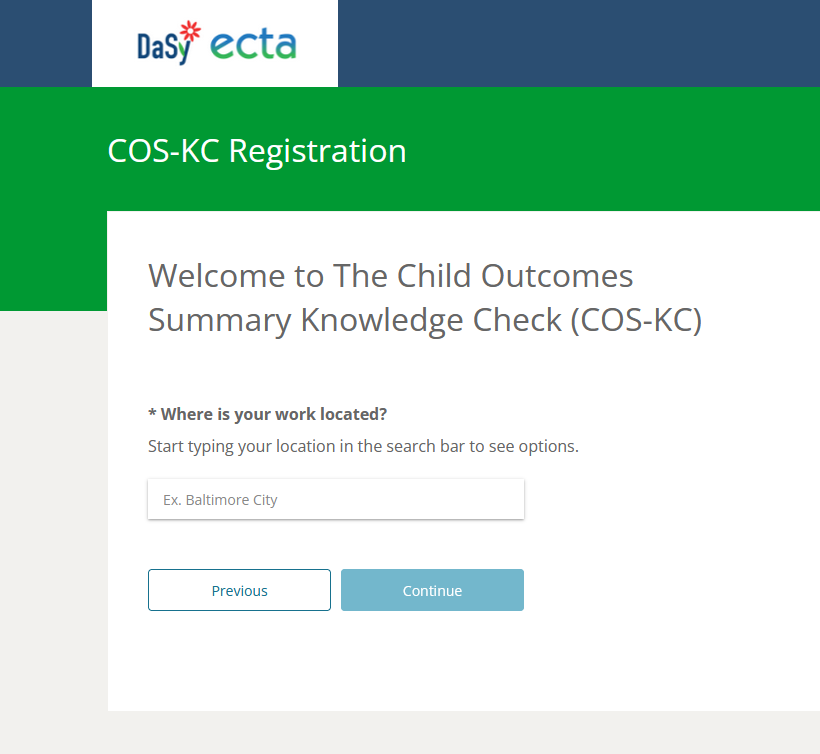 DaSy ecta
COS-KC Registration
Welcome to The Child Outcomes
Summary Knowledge Check (COS-KC)
* Where is your work located?
Start typing your location in the search bar to see options.
Ex. Baltimore City
Previous Continue